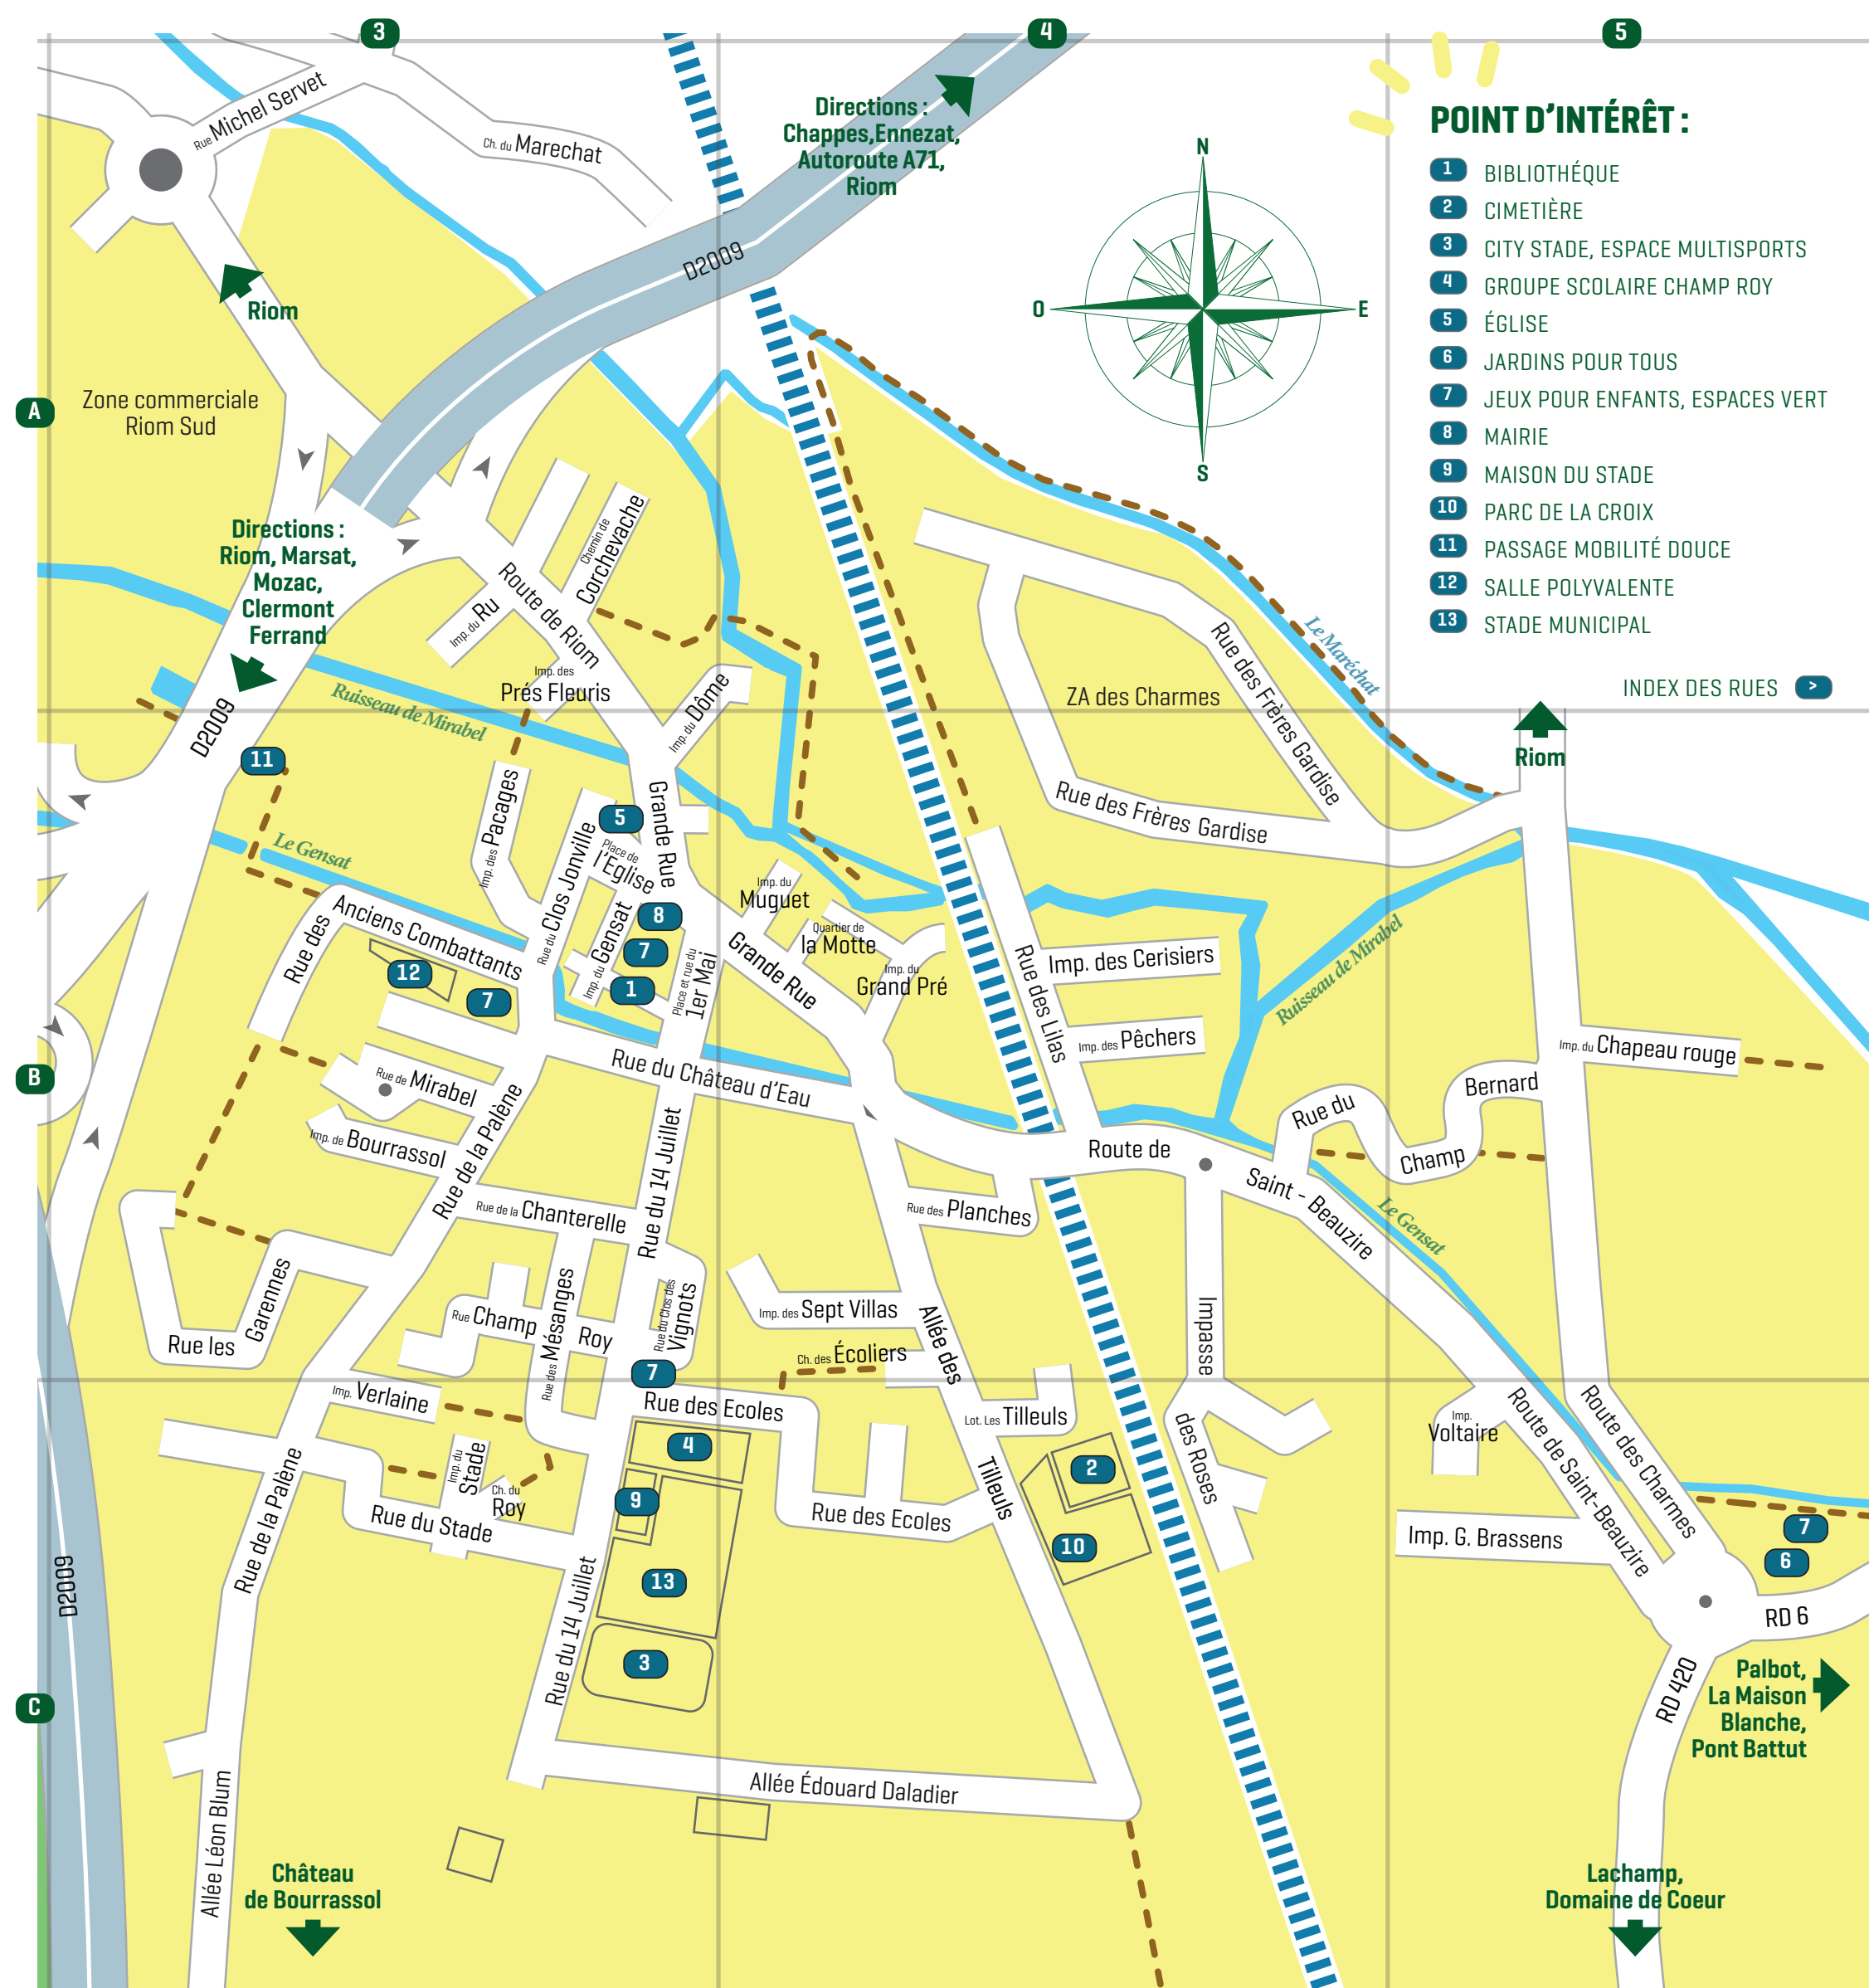 3
4
5
A
B
C
POINT D'INTÉRÊT :
1 BIBLIOTHÉQUE
2 CIMETIÈRE
3 CITY STADE, ESPACE MULTISPORTS
4 GROUPE SCOLAIRE CHAMP ROY
5 ÉGLISE
6 JARDINS POUR TOUS
7 JEUX POUR ENFANTS, ESPACES VERT
8 MAIRIE
9 MAISON DU STADE
10 PARC DE LA CROIX
11 PASSAGE MOBILITÉ DOUCE
12 SALLE POLYVALENTE
13 STADE MUNICIPAL
INDEX DES RUES >
N
O
E
S
Rue Michel Servet
Ch. du Marechat
Directions :
Chappes,Ennezat,
Autoroute A71,
Riom
D2009
Riom
Zone commerciale
Riom Sud
Directions :
Riom, Marsat,
Mozac,
Clermont
Ferrand
D2009
Chemin de
Corchevache
Route de Riom
Imp. du Ru
Imp. des
Prés Fleuris
Imp. du Dôme
Ruisseau de Mirabel
ZA des Charmes
Rue des Frères Gardise
Rue des Frères Gardise
Le Maréchat
Riom
11
Le Gensat
Imp. des Pacages
5
Place de
l'Eglise
Grande Rue
Rue du Clos Jonville
Imp. du Gensat
8
7
1
Place et rue du
1er Mai
Imp. du
Muguet
Quartier de
la Motte
Imp. du
Grand Pré
Grande Rue
Rue des
Anciens Combattants
12
7
Rue des Lilas
Imp. des Cerisiers
Imp. des Pêchers
Ruisseau de Mirabel
Imp. du Chapeau rouge
Rue du Château d'Eau
Rue de Mirabel
Imp. de Bourrassol
Rue de la Palène
Rue du 14 Juillet
Rue de la Chanterelle
Rue des Planches
Route de
Saint - Beauzire
Rue du
Champ
Bernard
Le Gensat
Rue les
Garennes
Rue Champ
Roy
Rue des Mésanges
Rue du Clos des
Vignots
7
Imp. des Sept Villas
Ch. des Écoliers
Allée des
Tilleuls
Impasse
des Roses
Imp. Verlaine
Rue des Ecoles
Lot. Les Tilleuls
4
9
13
3
2
10
Imp. du
Stade
Ch. du
Roy
Rue du Stade
Rue des Ecoles
Imp.
Voltaire
Route de Saint-Beauzire
Route des Charmes
Imp. G. Brassens
7
6
RD 6
RD 420
Rue de la Palène
D2009
Rue du 14 Juillet
Palbot,
La Maison
Blanche,
Pont Battut
Allée Édouard Daladier
Allée Léon Blum
Château
de Bourrassol
Lachamp,
Domaine de Coeur